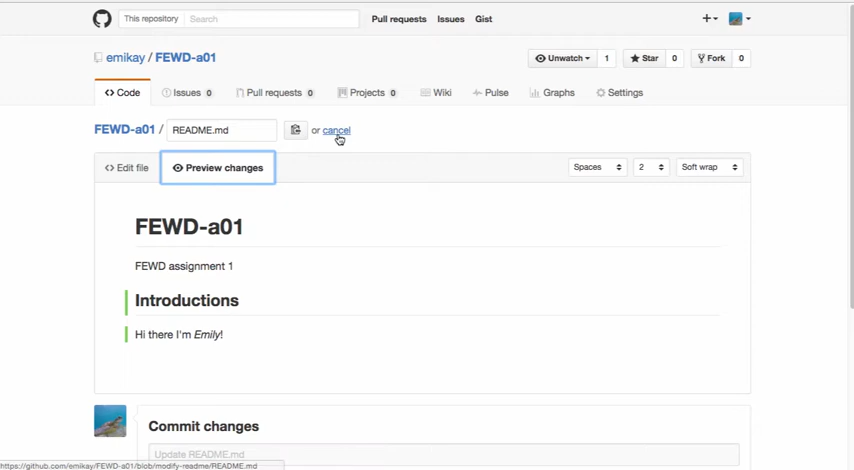 This repository Search Pull requests Issues Gist
emikay / FEWD-a01 Unwatch 1 Star 0 Fork 0
Code Issues 0 Pull requests 0 Projects 0 Wiki Pulse Graphs Settings
FEWD-a01 / README.md or cancel
Edit file Preview changes Spaces 2 Soft wrap
FEWD-a01
FEWD assignment 1
Introductions
Hi there I'm Emily!
Commit changes
Update README.md
https://github.com/emikay/FEWD-a01/blob/modify-readme/README.md